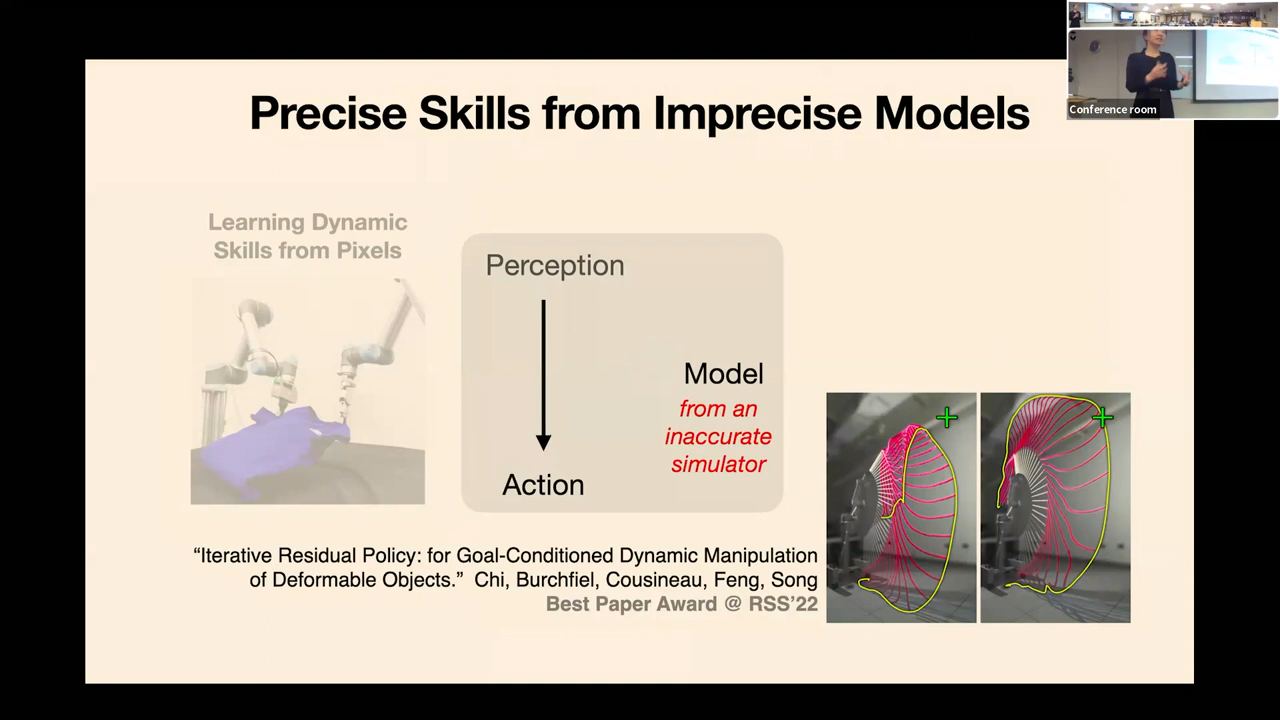 Precise Skills from Imprecise Models
Conference room
Learning Dynamic
Skills from Pixels
Perception
Model
from an
inaccurate
simulator
Action
“Iterative Residual Policy: for Goal-Conditioned Dynamic Manipulation
of Deformable Objects.” Chi, Burchfiel, Cousineau, Feng, Song
Best Paper Award @ RSS’22